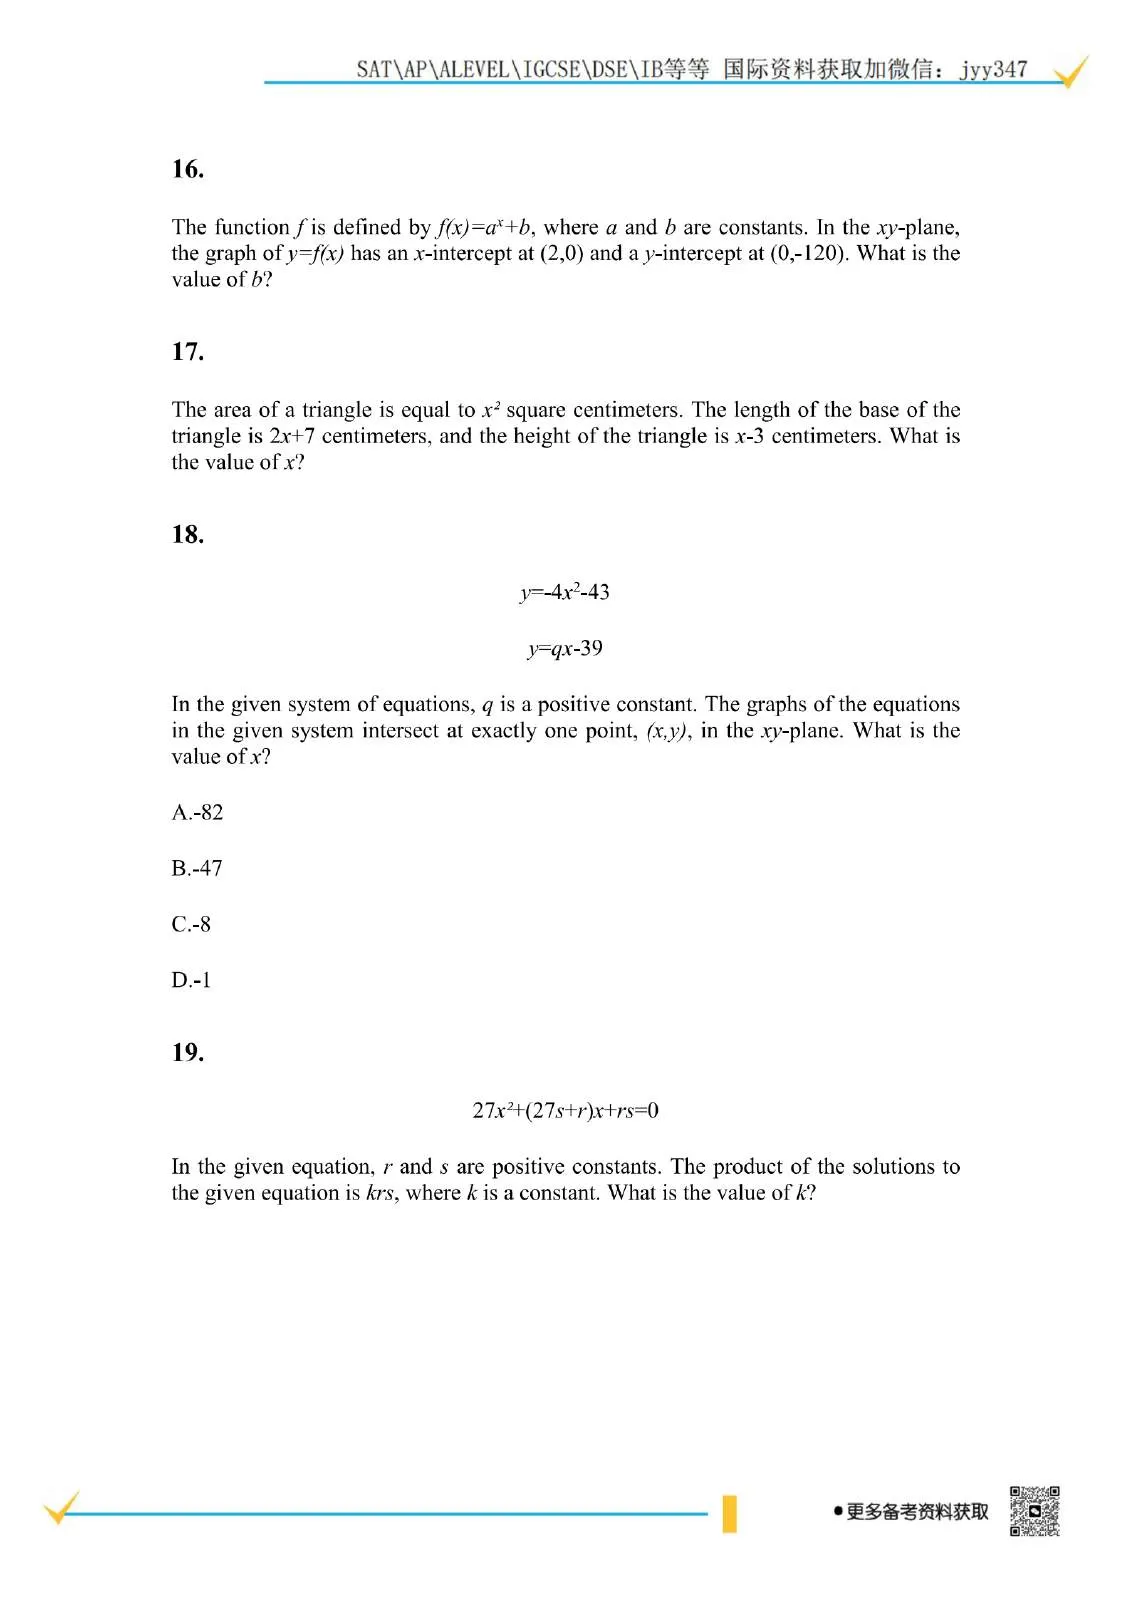 SAT\AP\ALEVEL\IGCSE\DSE\IB等等 国际资料获取加微信：jyy347
16.
The function f is defined by f(x)=aˣ+b, where a and b are constants. In the xy-plane,
the graph of y=f(x) has an x-intercept at (2,0) and a y-intercept at (0,-120). What is the
value of b?
17.
The area of a triangle is equal to x² square centimeters. The length of the base of the
triangle is 2x+7 centimeters, and the height of the triangle is x-3 centimeters. What is
the value of x?
18.
y=-4x²-43
y=qx-39
In the given system of equations, q is a positive constant. The graphs of the equations
in the given system intersect at exactly one point, (x,y), in the xy-plane. What is the
value of x?
A.-82
B.-47
C.-8
D.-1
19.
27x²+(27s+r)x+rs=0
In the given equation, r and s are positive constants. The product of the solutions to
the given equation is krs, where k is a constant. What is the value of k?
●更多备考资料获取